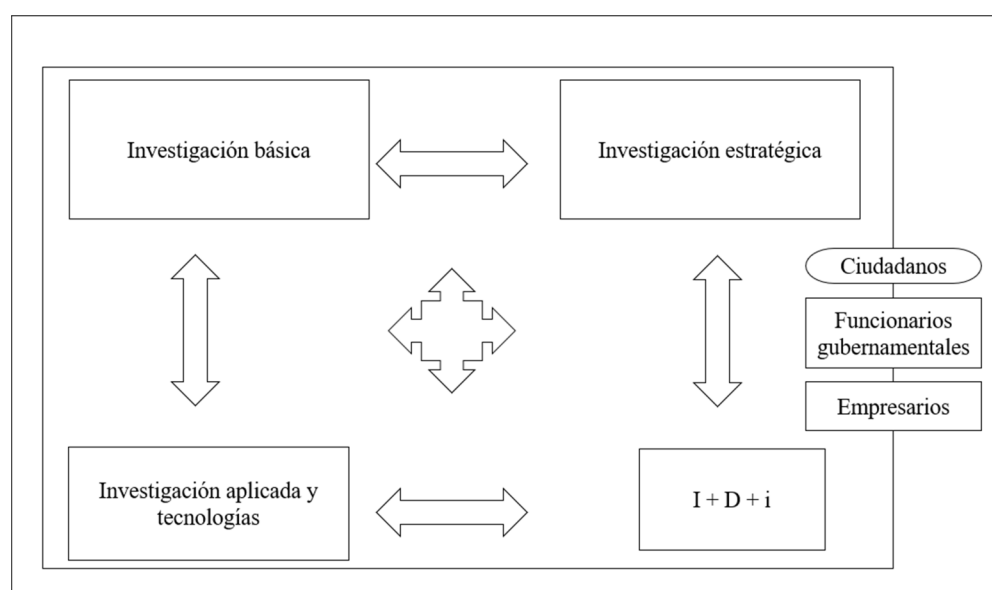 Investigación básica
Investigación estratégica
Ciudadanos
Funcionarios
gubernamentales
Empresarios
Investigación aplicada y
tecnologías
I + D + i